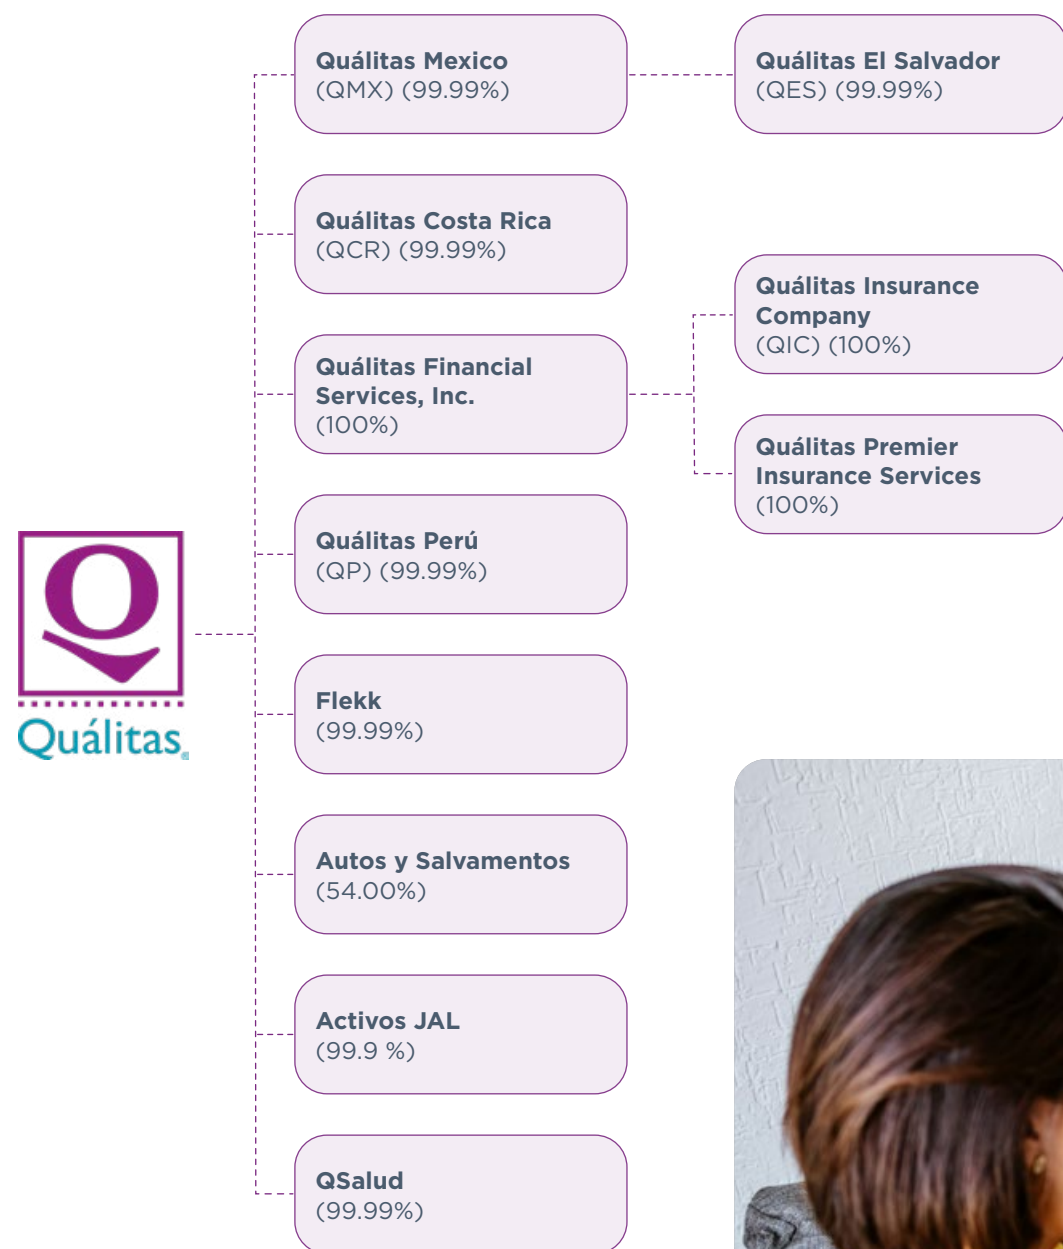 Quálitas Mexico
(QMX) (99.99%)
Quálitas El Salvador
(QES) (99.99%)
Quálitas Costa Rica
(QCR) (99.99%)
Quálitas Financial
Services, Inc.
(100%)
Quálitas Insurance
Company
(QIC) (100%)
Quálitas Premier
Insurance Services
(100%)
Quálitas Perú
(QP) (99.99%)
Q
Quálitas
Flekk
(99.99%)
Autos y Salvamentos
(54.00%)
Activos JAL
(99.9 %)
QSalud
(99.99%)